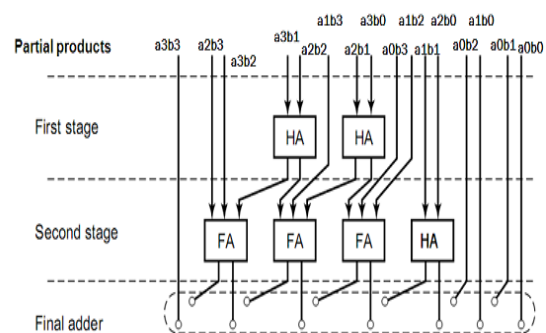 a1b3 a3b0 a1b2 a2b0 a1b0
Partial products a3b3 a2b3 a3b2 a3b1 a2b2 a2b1 a0b3 a1b1 a0b2 a0b1 a0b0
First stage HA HA
Second stage FA FA FA HA
Final adder